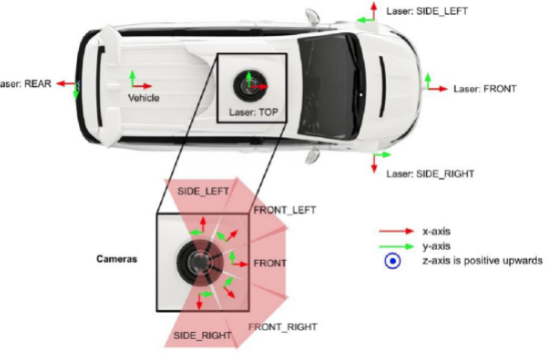 Laser: SIDE_LEFT
aser: REAR
Vehicle
Laser: TOP
Laser: FRONT
Laser: SIDE_RIGHT
SIDE_LEFT
FRONT_LEFT
Cameras
FRONT
x-axis
y-axis
z-axis is positive upwards
SIDE_RIGHT
FRONT_RIGHT